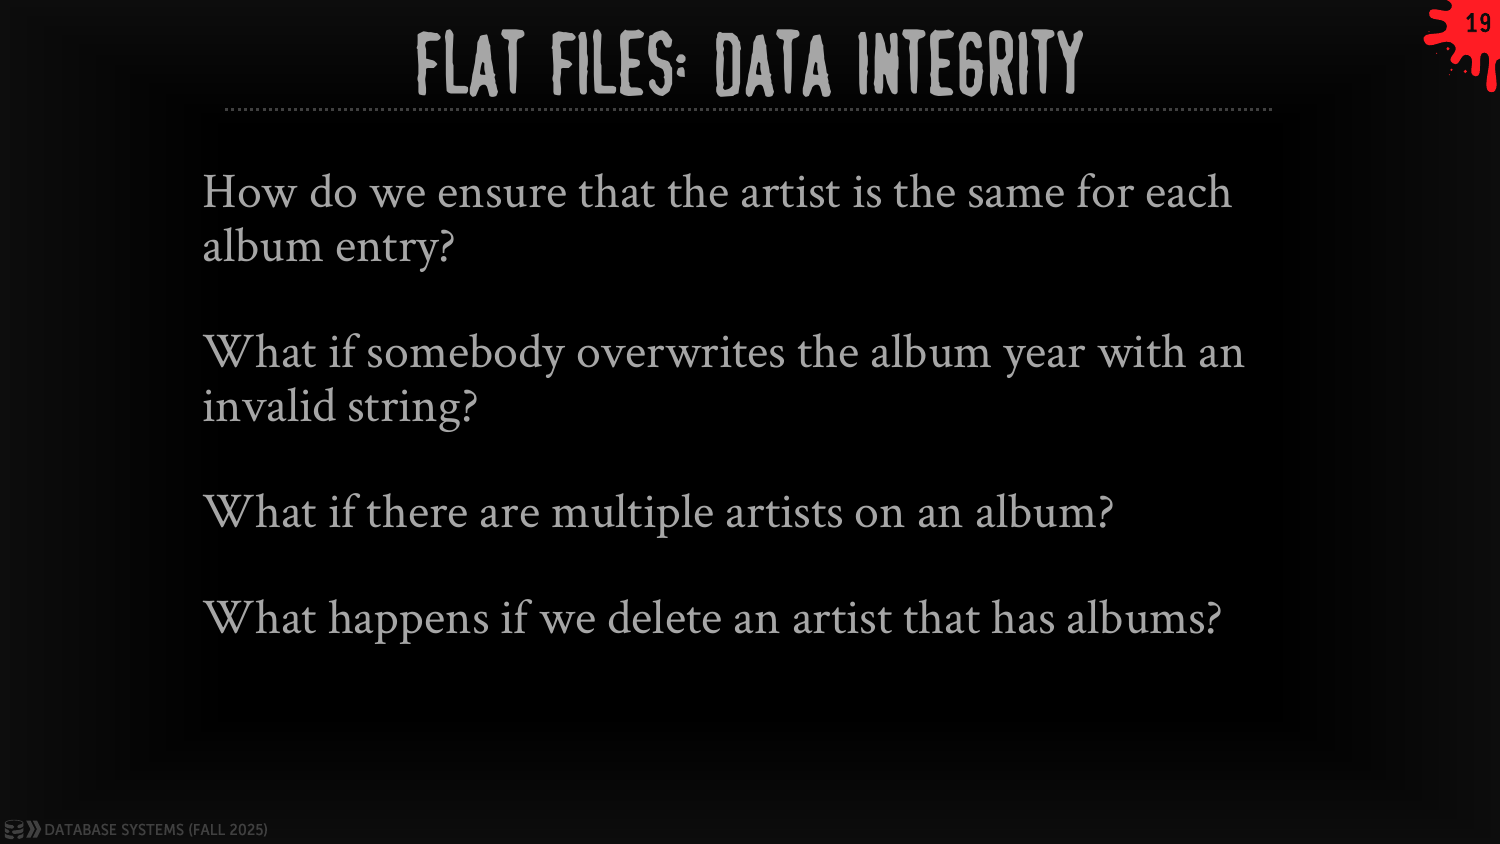 FLAT FILES: DATA INTEGRITY
19
How do we ensure that the artist is the same for each
album entry?
What if somebody overwrites the album year with an
invalid string?
What if there are multiple artists on an album?
What happens if we delete an artist that has albums?
DATABASE SYSTEMS (FALL 2025)